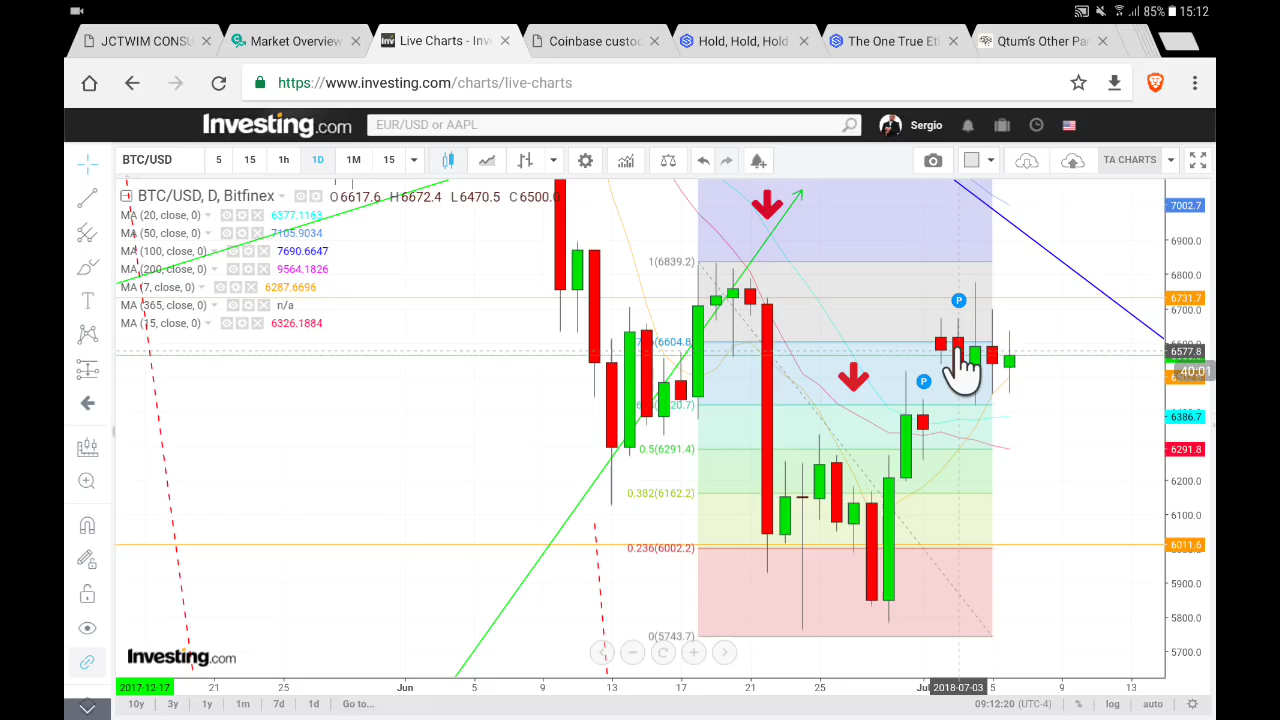 85% 15:12
JCTWIM CONSU
Market Overview
Live Charts - Inve
Coinbase custod
Hold, Hold, Hold
The One True Et
Qtum's Other Pa
https://www.investing.com/charts/live-charts
Investing.com EUR/USD or AAPL Sergio
BTC/USD 5 15 1h 1D 1M 15 TA CHARTS
BTC/USD, D, Bitfinex O6617.6 H6672.4 L6470.5 C6500.0
MA (20, close, 0) 6377.1163
MA (50, close, 0) 7105.9034
MA (100, close, 0) 7690.6647
MA (200, close, 0) 9564.1826
MA (7, close, 0) 6287.6696
MA (365, close, 0) n/a
MA (15, close, 0) 6326.1884
1(6839.2)
0.5(6291.4)
0.382(6162.2)
0.236(6002.2)
0(5743.7)
P
P
7002.7
6900.0
6800.0
6731.7
6700.0
6577.8
40:01
6386.7
6291.8
6200.0
6100.0
6011.6
5900.0
5800.0
5700.0
Investing.com
2017-12-17 21 25 Jun 5 9 13 17 21 25 Jul 2018-07-03 5 9 13
10y 3y 1y 1m 7d 1d Go to... 09:12:20 (UTC-4) % log auto